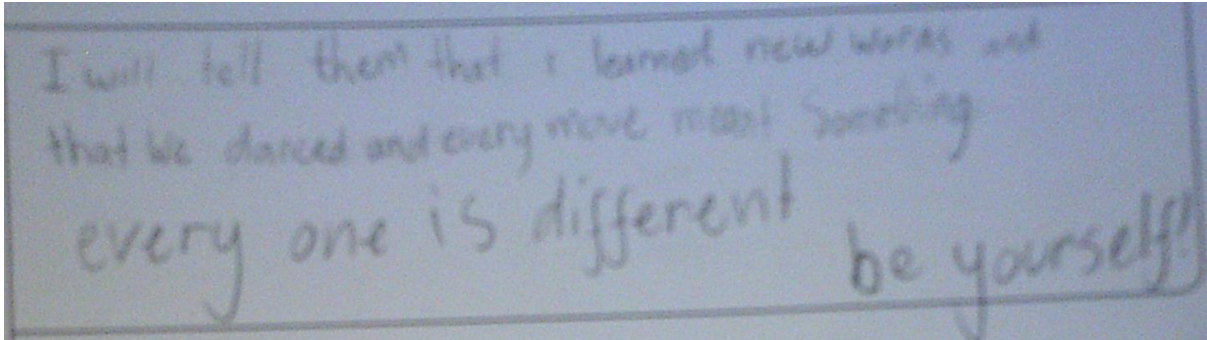 I will tell them that i learned new words and
that we danced and every move meant Something
every one is different
be yourself!